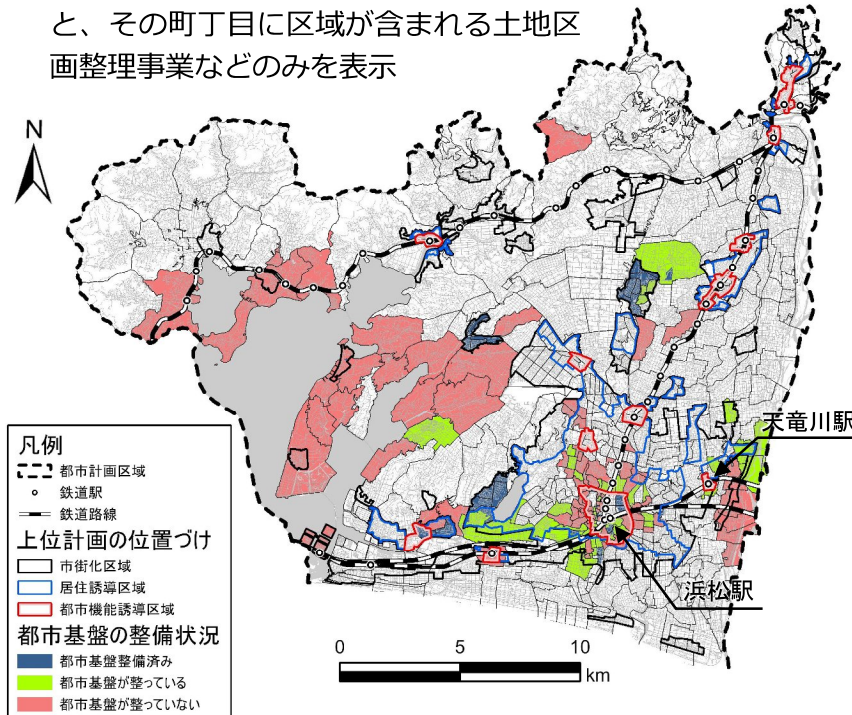 と、その町丁目に区域が含まれる土地区
画整理事業などのみを表示
N
天竜川駅
浜松駅
凡例
都市計画区域
鉄道駅
鉄道路線
上位計画の位置づけ
市街化区域
居住誘導区域
都市機能誘導区域
都市基盤の整備状況
都市基盤整備済み
都市基盤が整っている
都市基盤が整っていない
0 5 10
km